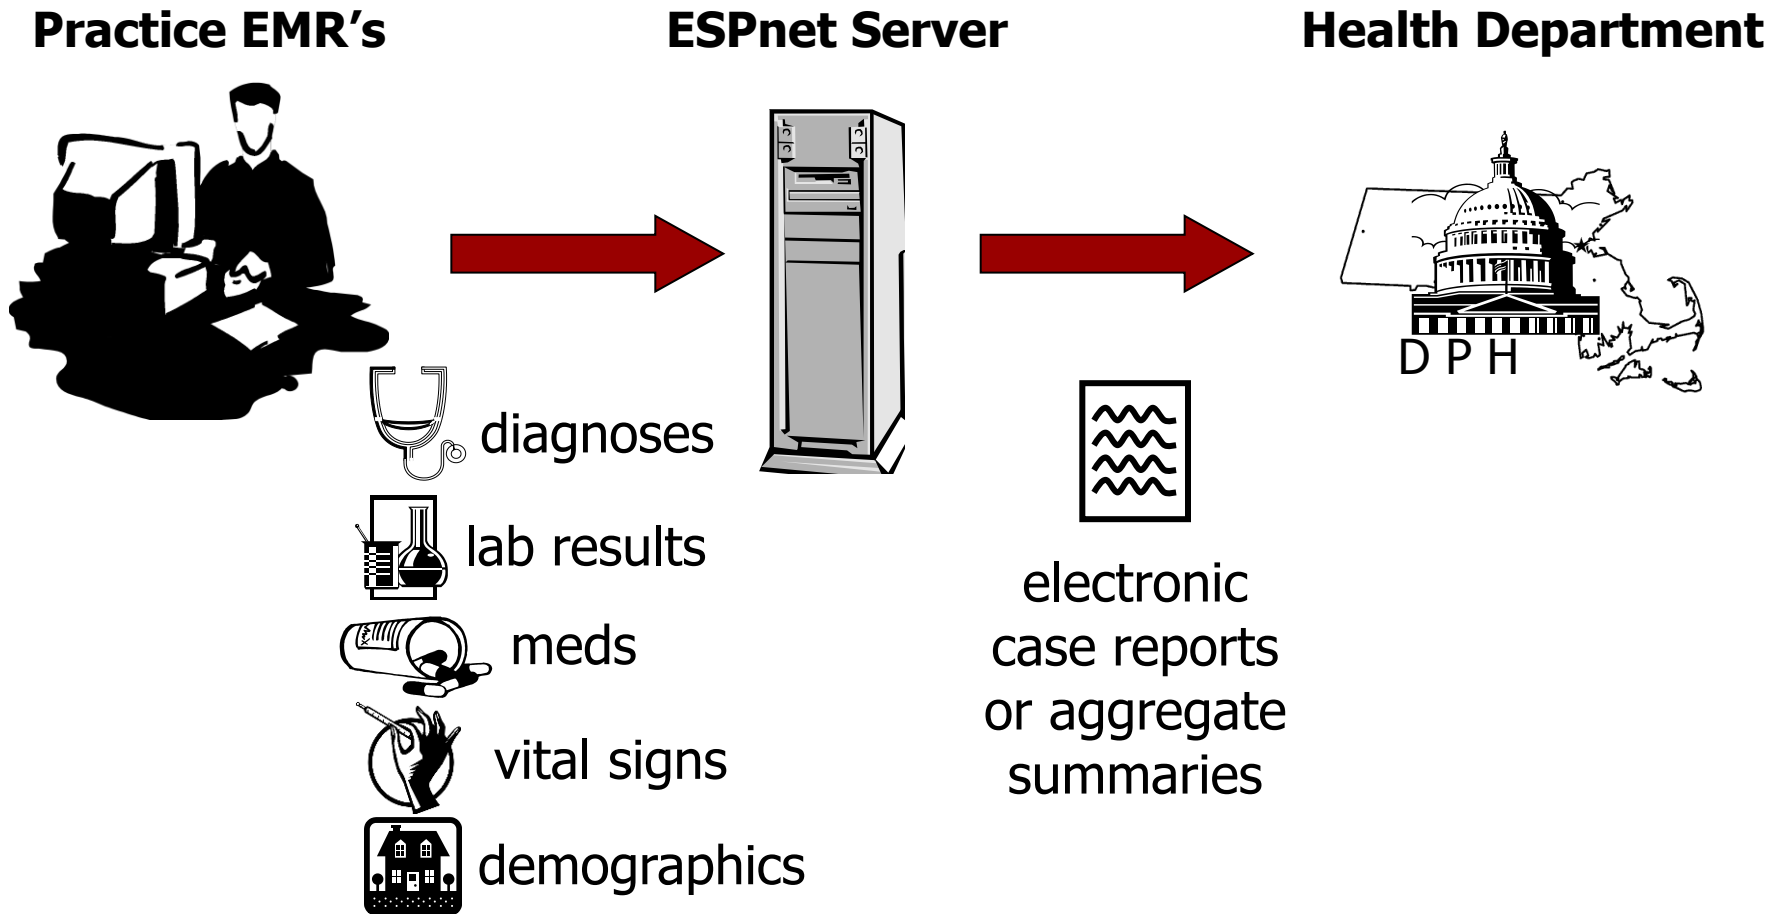 Practice EMR’s
ESPnet Server
Health Department
D P H
diagnoses
lab results
meds
vital signs
demographics
electronic
case reports
or aggregate
summaries